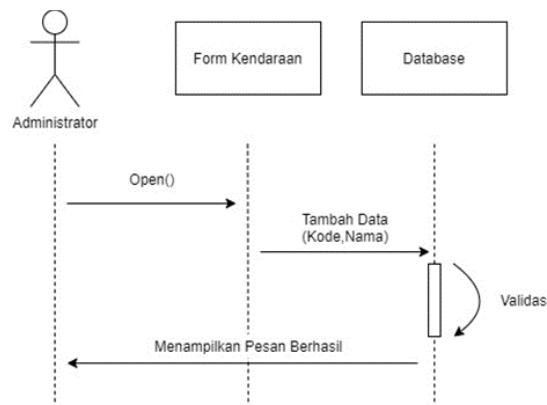 Form Kendaraan
Database
Administrator
Open()
Tambah Data
(Kode,Nama)
Validas
Menampilkan Pesan Berhasil